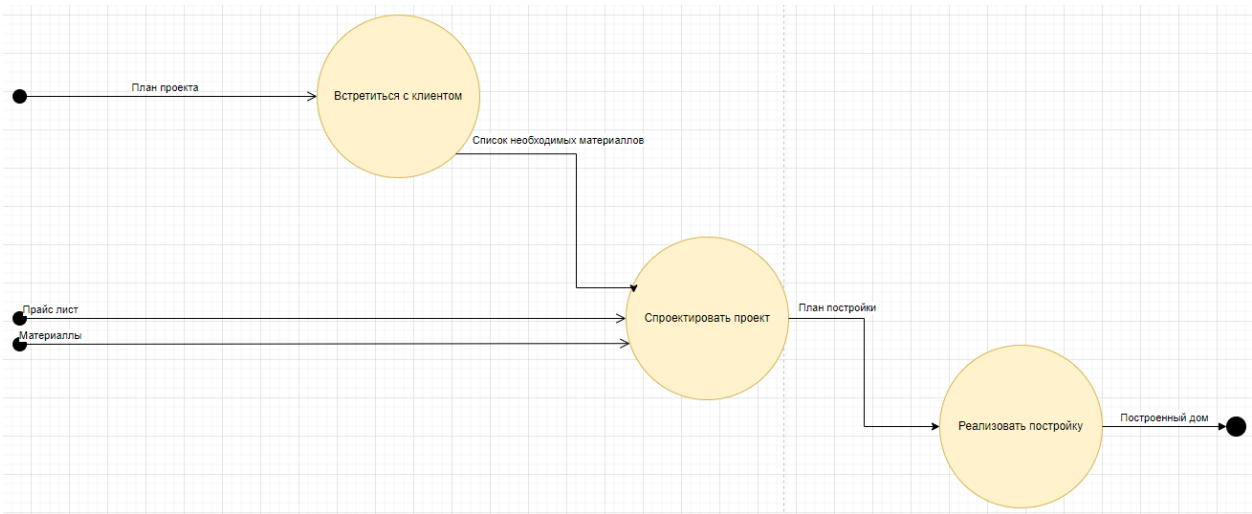 План проекта
Встретиться с клиентом
Список необходимых материаллов
Прайс лист
Материаллы
Спроектировать проект
План постройки
Реализовать постройку
Построенный дом